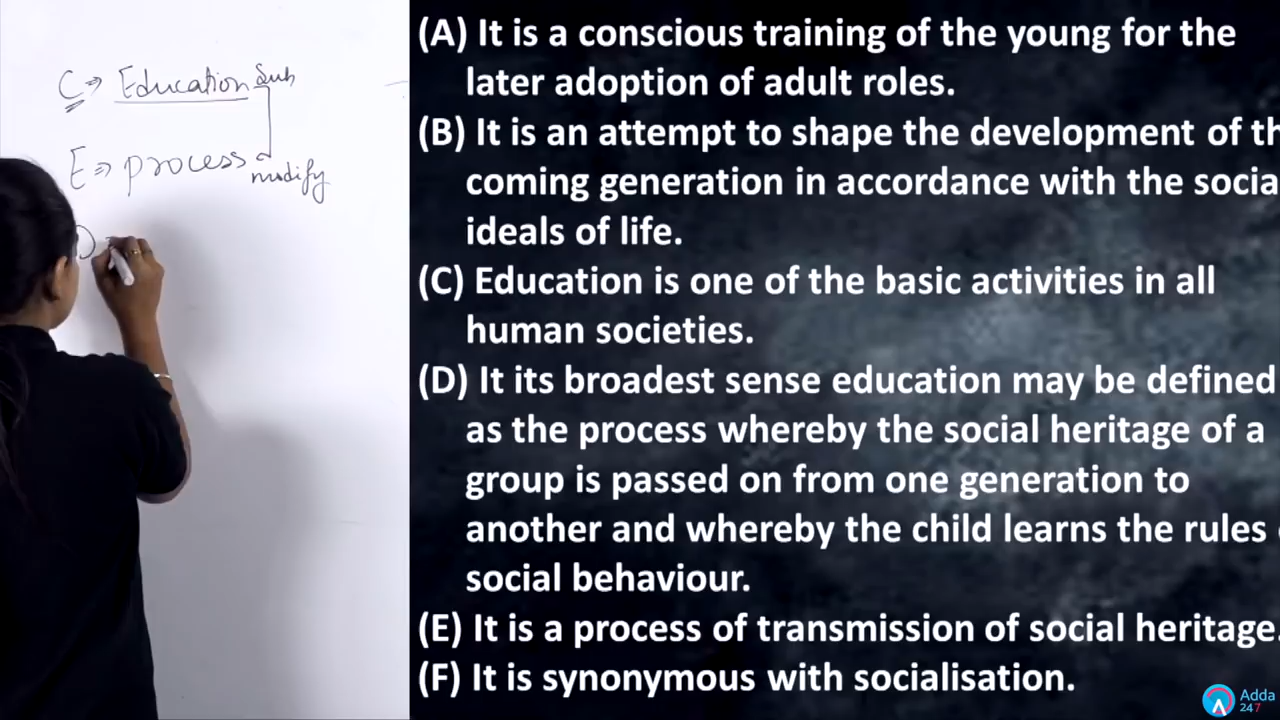 C => Education Sub
E => process modify
D
(A) It is a conscious training of the young for the
later adoption of adult roles.
(B) It is an attempt to shape the development of th
coming generation in accordance with the socia
ideals of life.
(C) Education is one of the basic activities in all
human societies.
(D) It its broadest sense education may be defined
as the process whereby the social heritage of a
group is passed on from one generation to
another and whereby the child learns the rules
social behaviour.
(E) It is a process of transmission of social heritage.
(F) It is synonymous with socialisation.
Adda
247